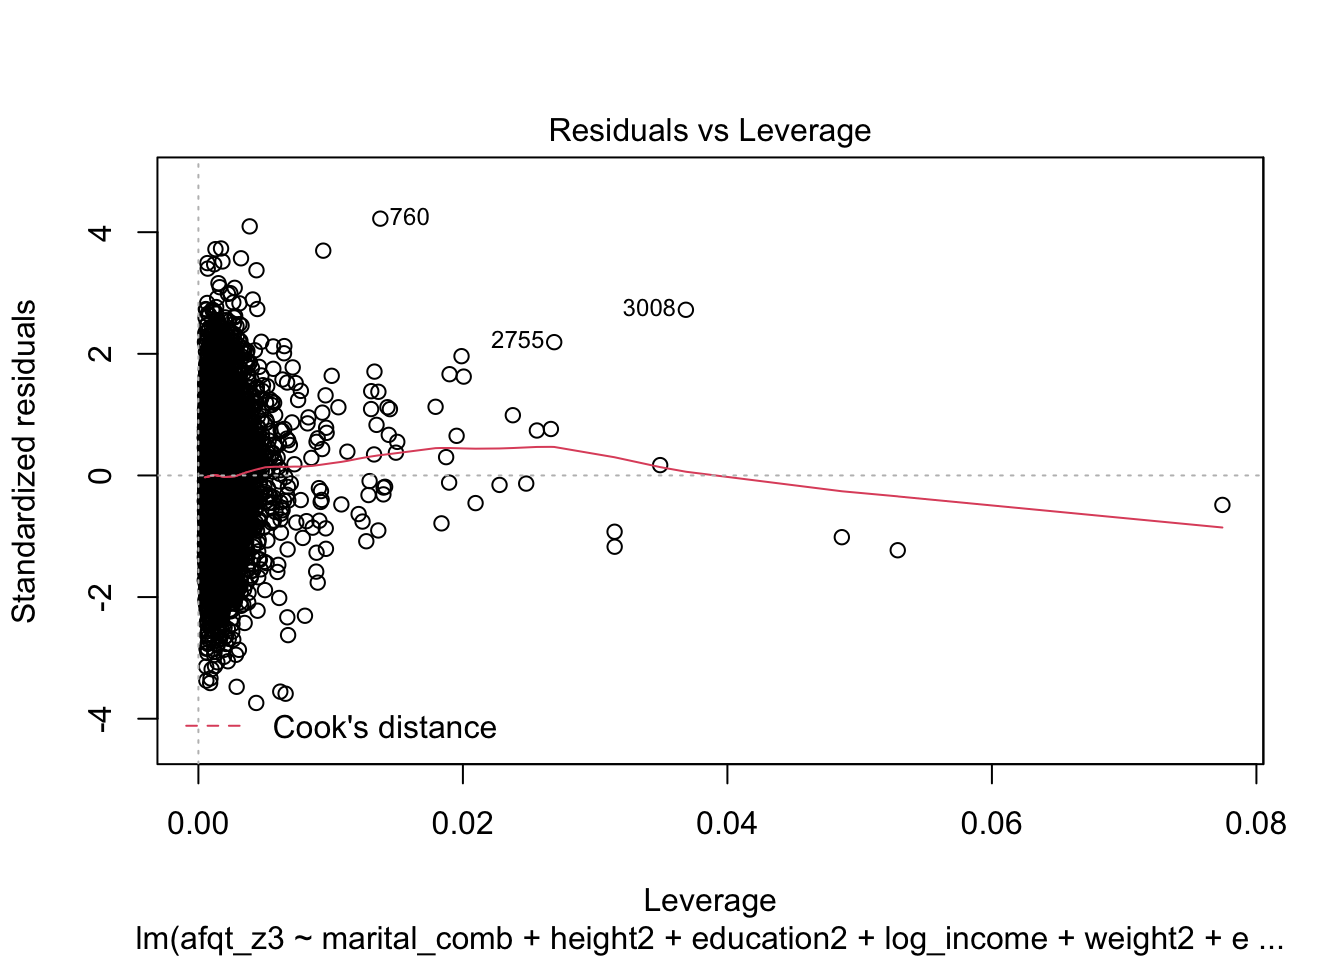 Residuals vs Leverage
Standardized residuals
4
2
0
-2
-4
760
3008
2755
Cook's distance
0.00 0.02 0.04 0.06 0.08
Leverage
lm(afqt_z3 ~ marital_comb + height2 + education2 + log_income + weight2 + e ...